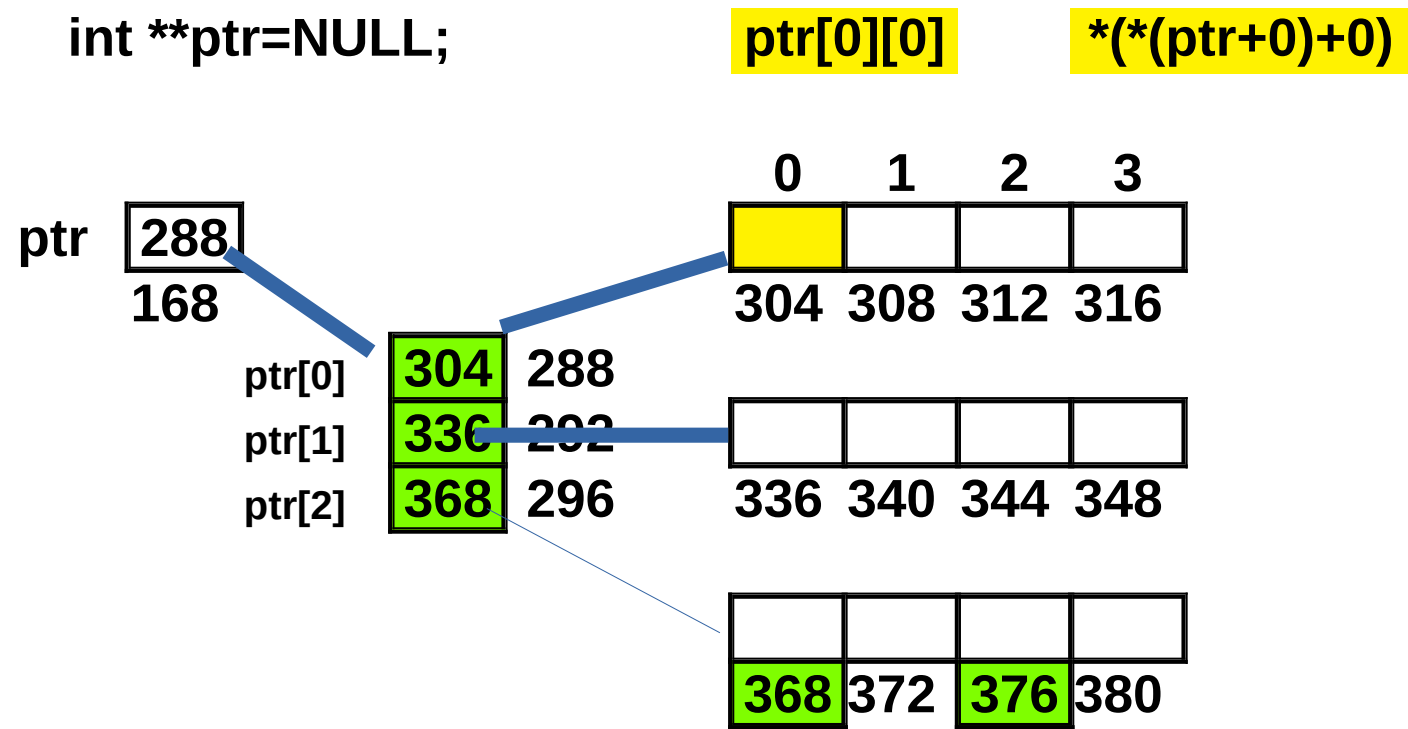 int **ptr=NULL; ptr[0][0] *(*(ptr+0)+0)
0 1 2 3
ptr 288
168 304 308 312 316
ptr[0] 304 288
ptr[1] 336 292
ptr[2] 368 296 336 340 344 348
368 372 376 380